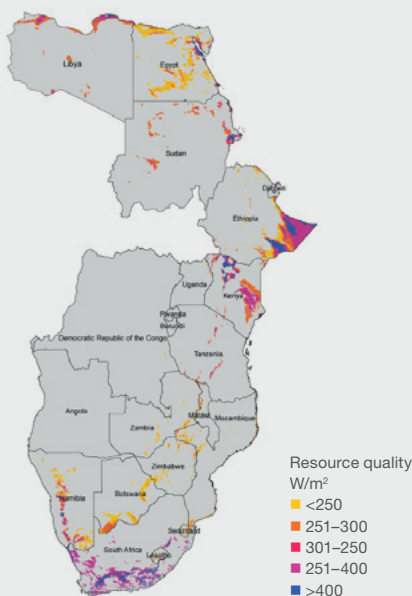 Libya
Egypt
Sudan
Djibouti
Ethiopia
Uganda
Kenya
Rwanda
Burundi
Democratic Republic of the Congo
Tanzania
Angola
Malawi
Zambia
Mozambique
Zimbabwe
Namibia
Botswana
Swaziland
South Africa
Lesotho
Resource quality
W/m²
<250
251–300
301–250
251–400
>400